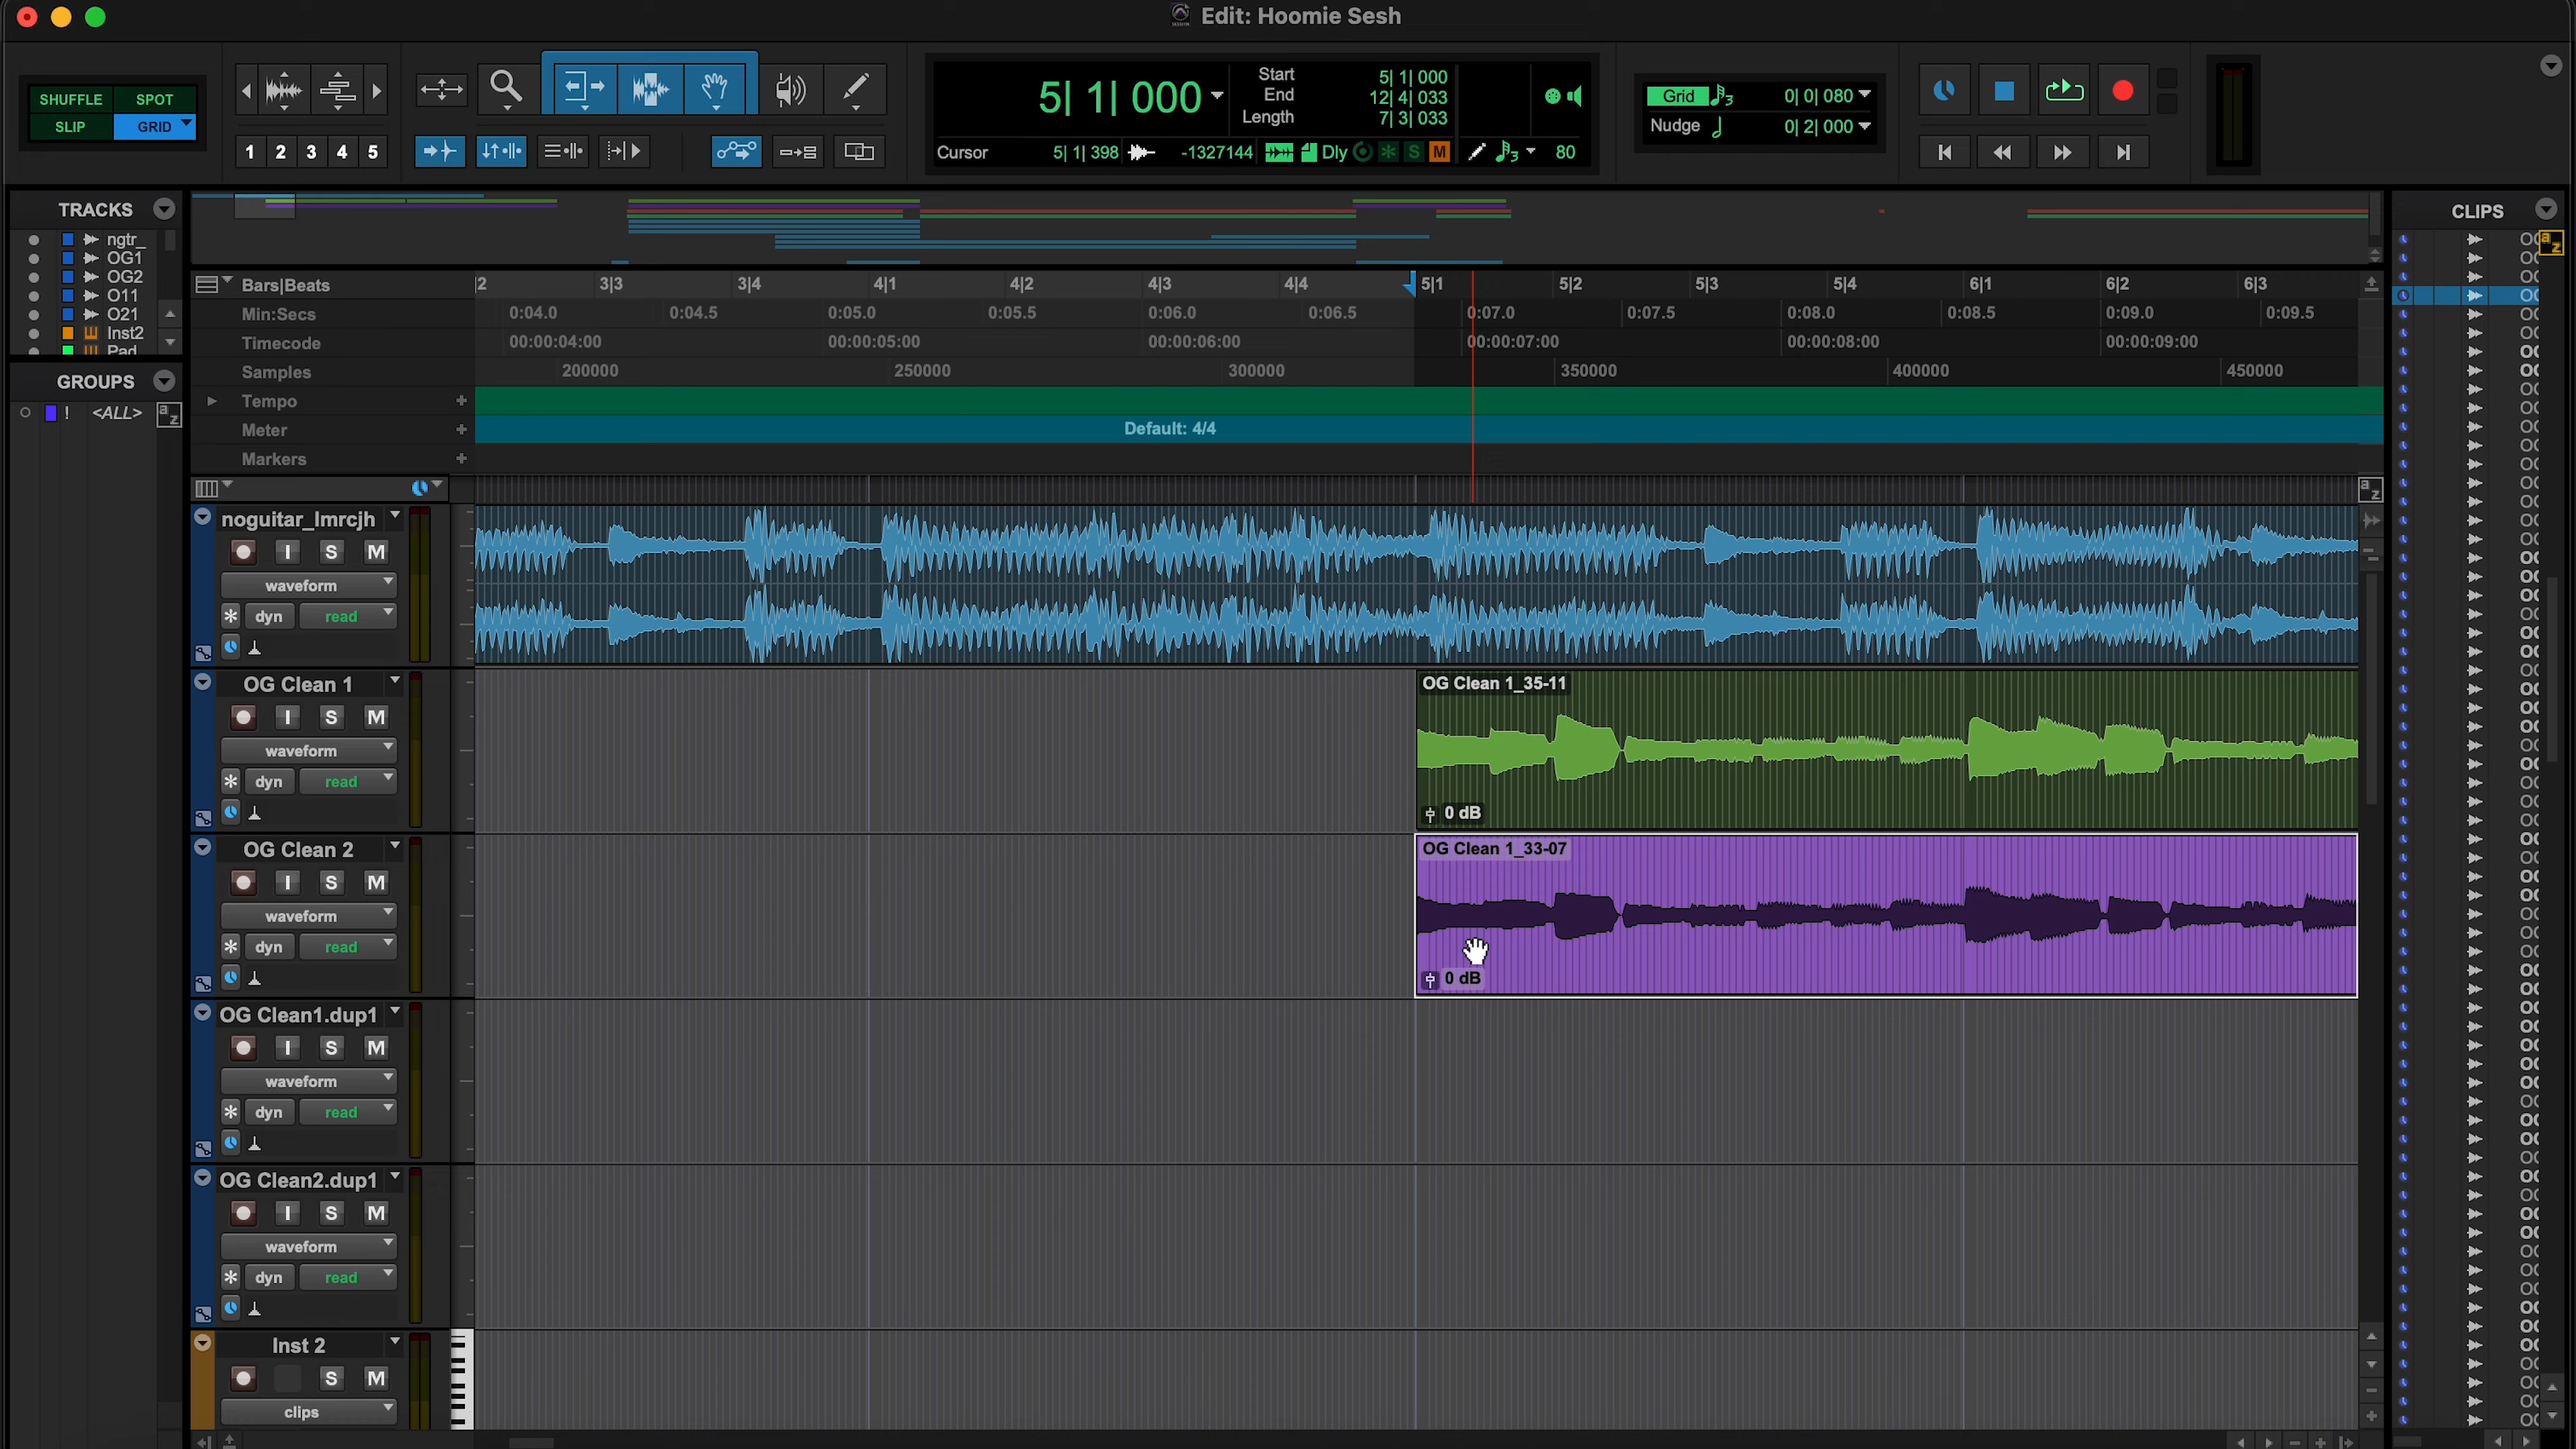 Edit: Hoomie Sesh
SHUFFLE SPOT
SLIP GRID
1 2 3 4 5
5| 1| 000
Start 5| 1| 000
End 12| 4| 033
Length 7| 3| 033
Cursor 5| 1| 398 -1327144 Dly S M 80
Grid 0| 0| 080
Nudge 0| 2| 000
TRACKS
ngtr_
OG1
OG2
O11
O21
Inst2
Pad
GROUPS
! <ALL> a z
CLIPS
a z
Bars|Beats |2 3|3 3|4 4|1 4|2 4|3 4|4 5|1 5|2 5|3 5|4 6|1 6|2 6|3
Min:Secs 0:04.0 0:04.5 0:05.0 0:05.5 0:06.0 0:06.5 0:07.0 0:07.5 0:08.0 0:08.5 0:09.0 0:09.5
Timecode 00:00:04:00 00:00:05:00 00:00:06:00 00:00:07:00 00:00:08:00 00:00:09:00
Samples 200000 250000 300000 350000 400000 450000
Tempo +
Meter + Default: 4/4
Markers +
a z
noguitar_lmrcjh
I S M
waveform
dyn read
OG Clean 1
I S M
waveform
dyn read
OG Clean 1_35-11
0 dB
OG Clean 2
I S M
waveform
dyn read
OG Clean 1_33-07
0 dB
OG Clean1.dup1
I S M
waveform
dyn read
OG Clean2.dup1
I S M
waveform
dyn read
Inst 2
S M
clips